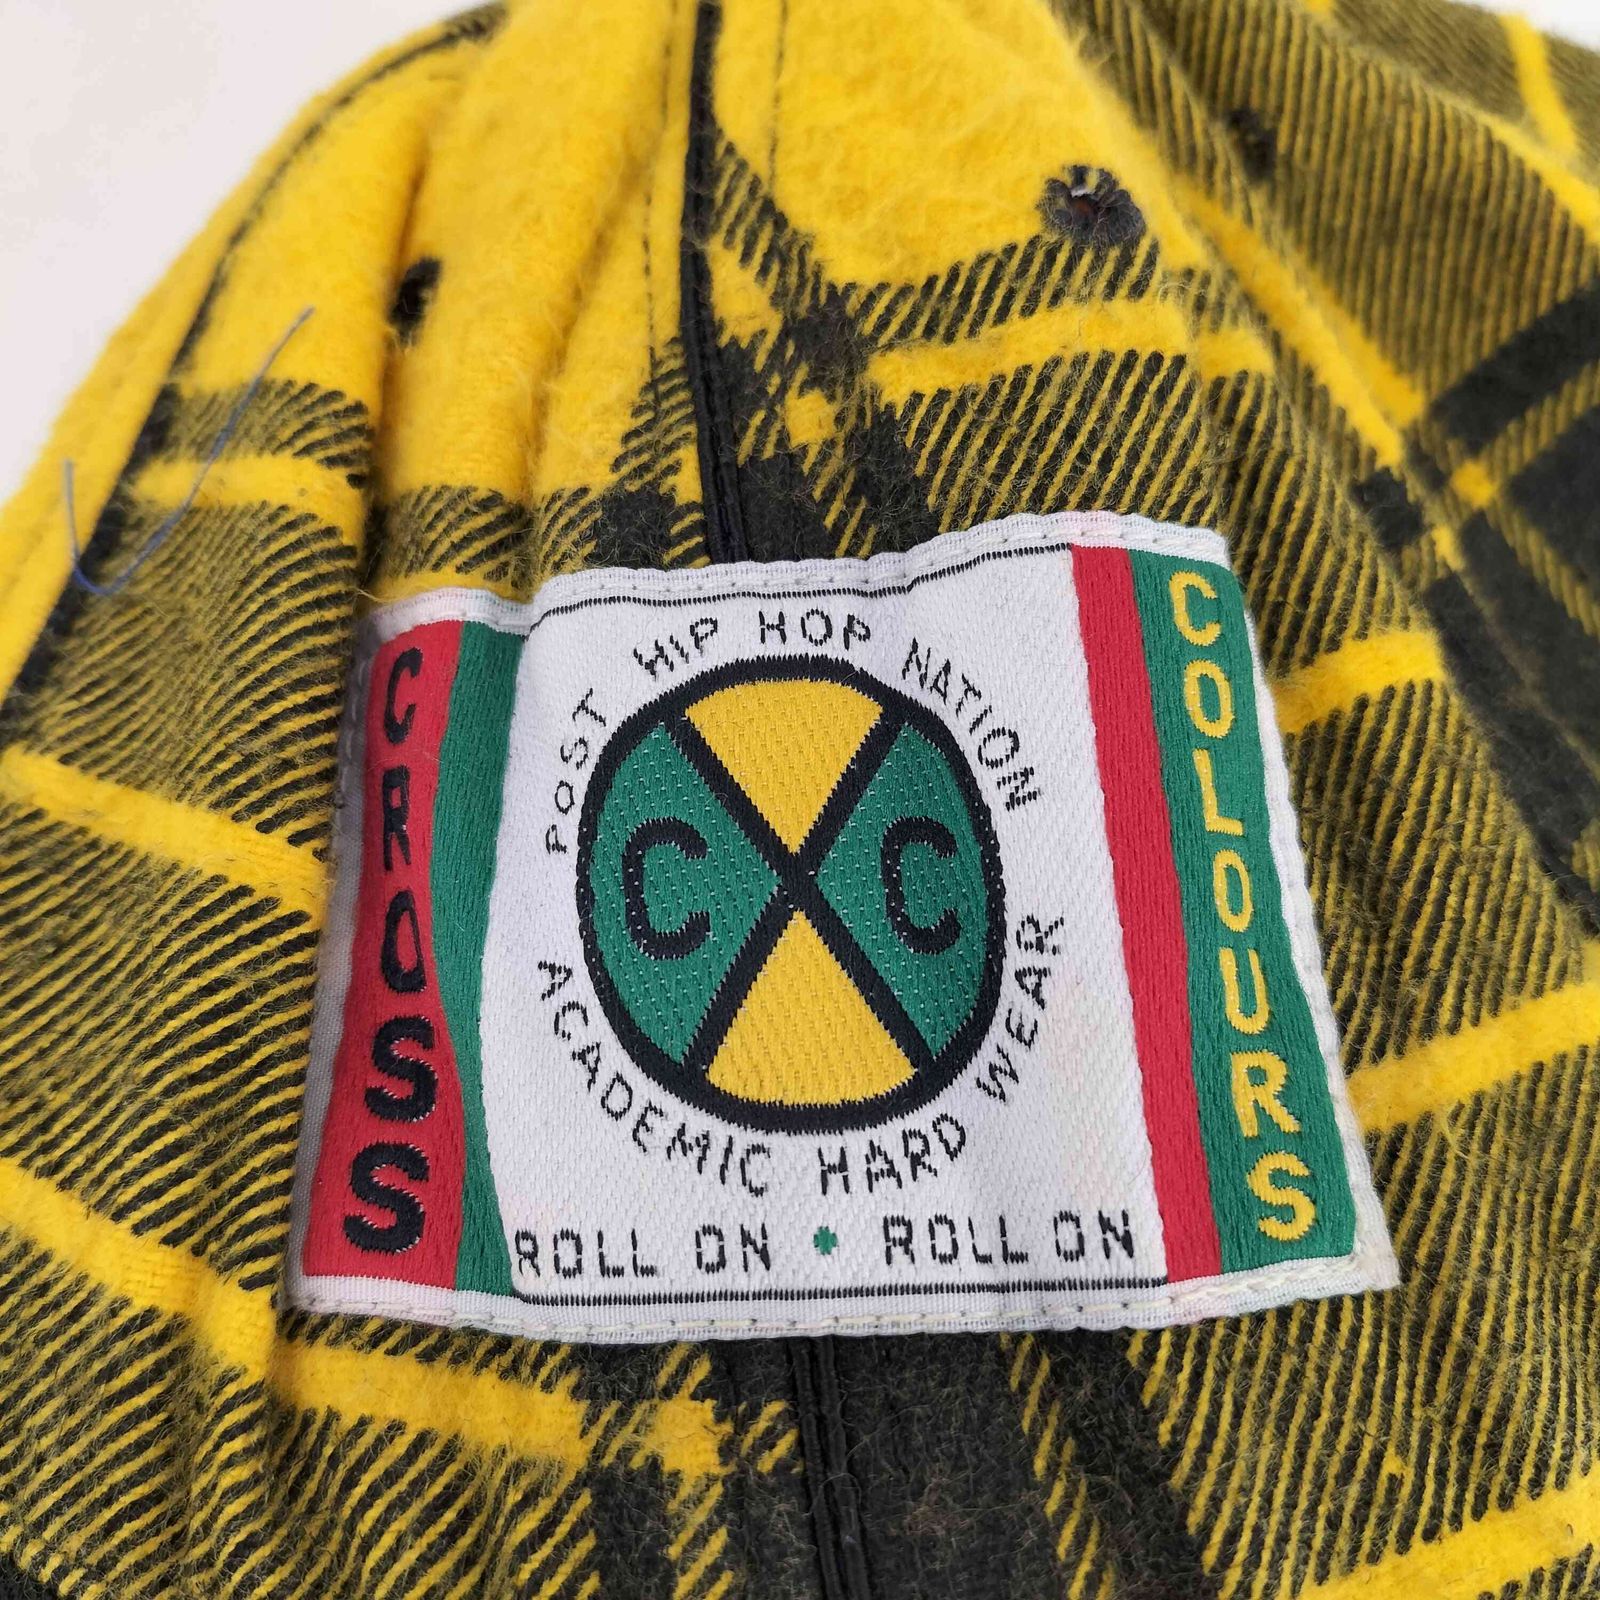 CROSS
POST HIP HOP NATION
C C
ACADEMIC HARD WEAR
ROLL ON • ROLL ON
COLOURS